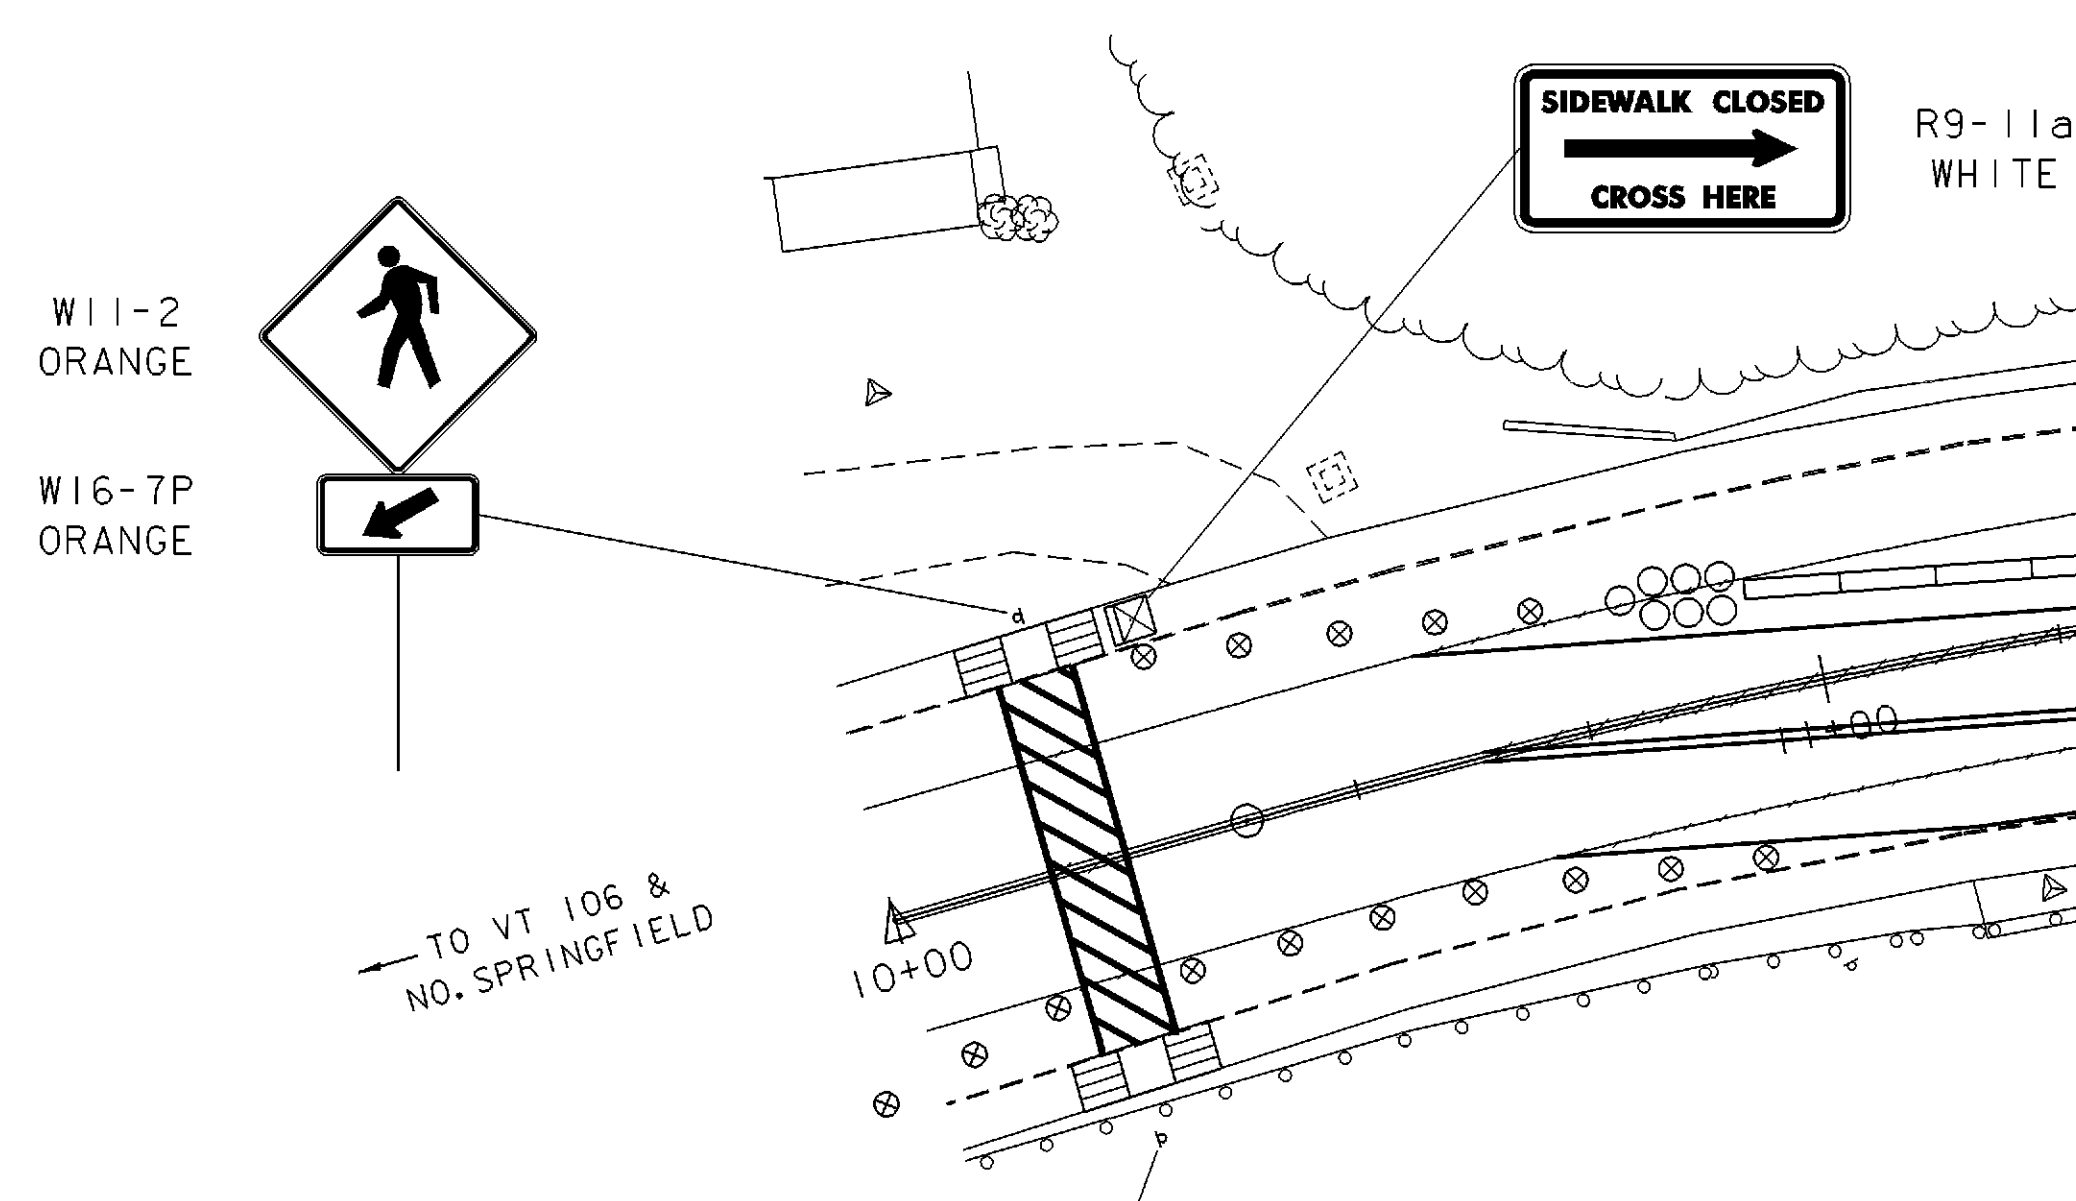 SIDEWALK CLOSED
CROSS HERE
R9-11a
WHITE
W11-2
ORANGE
W16-7P
ORANGE
11+00
TO VT 106 &
NO. SPRINGFIELD
10+00